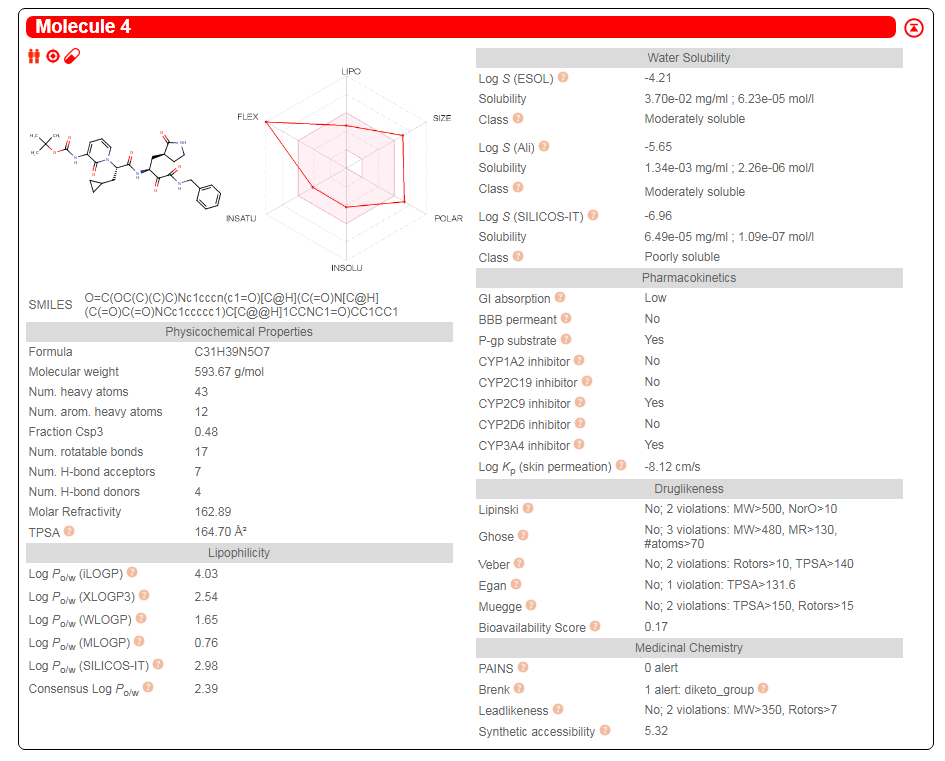 Molecule 4
LIPO
FLEX
SIZE
INSATU
POLAR
INSOLU
SMILES O=C(OC(C)(C)C)Nc1cccn(c1=O)[C@H](C(=O)N[C@H]
(C(=O)C(=O)NCc1ccccc1)C[C@@H]1CCNC1=O)CC1CC1
Physicochemical Properties
Formula C31H39N5O7
Molecular weight 593.67 g/mol
Num. heavy atoms 43
Num. arom. heavy atoms 12
Fraction Csp3 0.48
Num. rotatable bonds 17
Num. H-bond acceptors 7
Num. H-bond donors 4
Molar Refractivity 162.89
TPSA ? 164.70 Å²
Lipophilicity
Log Po/w (iLOGP) ? 4.03
Log Po/w (XLOGP3) ? 2.54
Log Po/w (WLOGP) ? 1.65
Log Po/w (MLOGP) ? 0.76
Log Po/w (SILICOS-IT) ? 2.98
Consensus Log Po/w ? 2.39
Water Solubility
Log S (ESOL) ? -4.21
Solubility 3.70e-02 mg/ml ; 6.23e-05 mol/l
Class ? Moderately soluble
Log S (Ali) ? -5.65
Solubility 1.34e-03 mg/ml ; 2.26e-06 mol/l
Class ? Moderately soluble
Log S (SILICOS-IT) ? -6.96
Solubility 6.49e-05 mg/ml ; 1.09e-07 mol/l
Class ? Poorly soluble
Pharmacokinetics
GI absorption ? Low
BBB permeant ? No
P-gp substrate ? Yes
CYP1A2 inhibitor ? No
CYP2C19 inhibitor ? No
CYP2C9 inhibitor ? Yes
CYP2D6 inhibitor ? No
CYP3A4 inhibitor ? Yes
Log Kp (skin permeation) ? -8.12 cm/s
Druglikeness
Lipinski ? No; 2 violations: MW>500, NorO>10
Ghose ? No; 3 violations: MW>480, MR>130,
#atoms>70
Veber ? No; 2 violations: Rotors>10, TPSA>140
Egan ? No; 1 violation: TPSA>131.6
Muegge ? No; 2 violations: TPSA>150, Rotors>15
Bioavailability Score ? 0.17
Medicinal Chemistry
PAINS ? 0 alert
Brenk ? 1 alert: diketo_group ?
Leadlikeness ? No; 2 violations: MW>350, Rotors>7
Synthetic accessibility ? 5.32